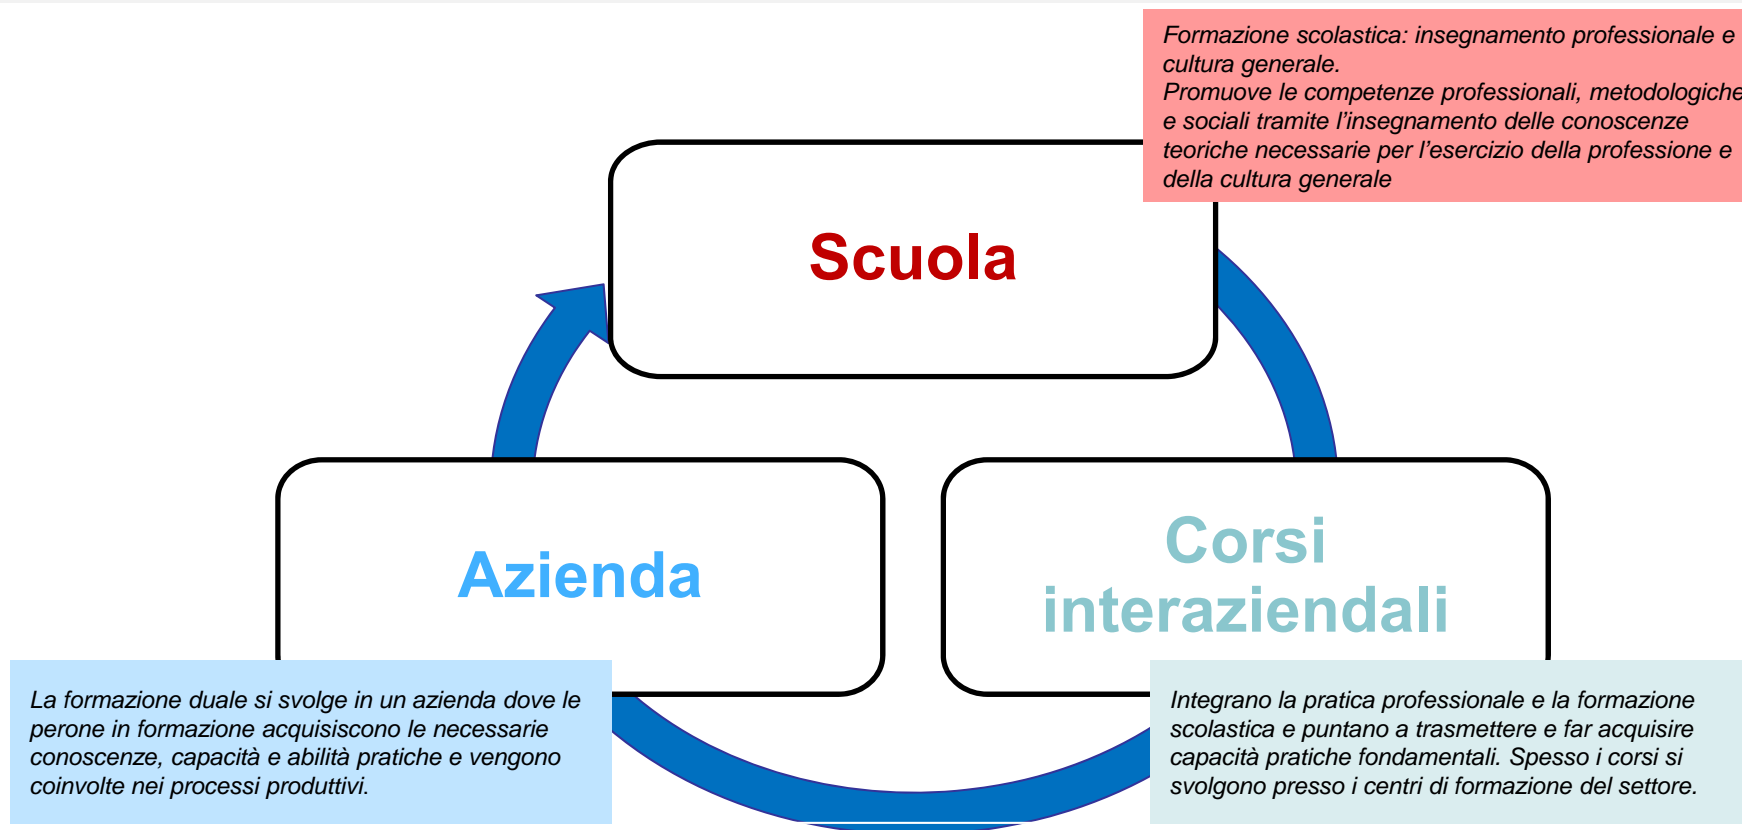 Formazione scolastica: insegnamento professionale e
cultura generale.
Promuove le competenze professionali, metodologiche
e sociali tramite l’insegnamento delle conoscenze
teoriche necessarie per l’esercizio della professione e
della cultura generale
Scuola
Azienda
Corsi
interaziendali
La formazione duale si svolge in un azienda dove le
perone in formazione acquisiscono le necessarie
conoscenze, capacità e abilità pratiche e vengono
coinvolte nei processi produttivi.
Integrano la pratica professionale e la formazione
scolastica e puntano a trasmettere e far acquisire
capacità pratiche fondamentali. Spesso i corsi si
svolgono presso i centri di formazione del settore.